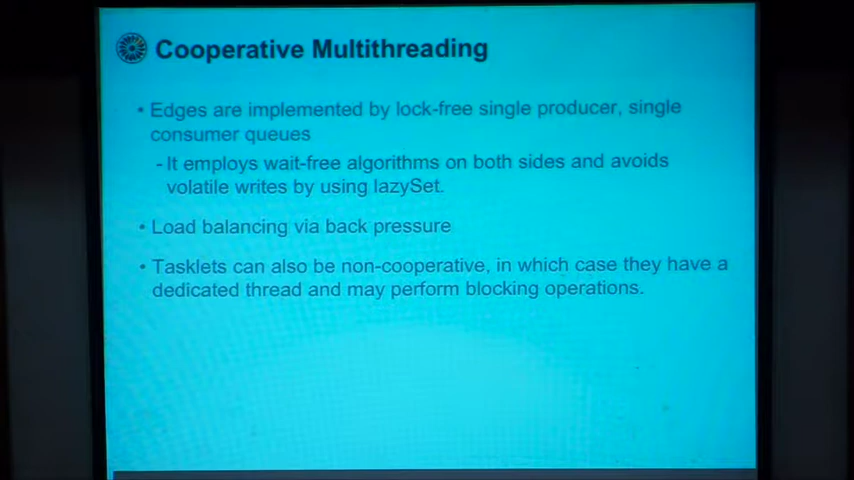 Cooperative Multithreading
• Edges are implemented by lock-free single producer, single
consumer queues
- It employs wait-free algorithms on both sides and avoids
volatile writes by using lazySet.
• Load balancing via back pressure
• Tasklets can also be non-cooperative, in which case they have a
dedicated thread and may perform blocking operations.